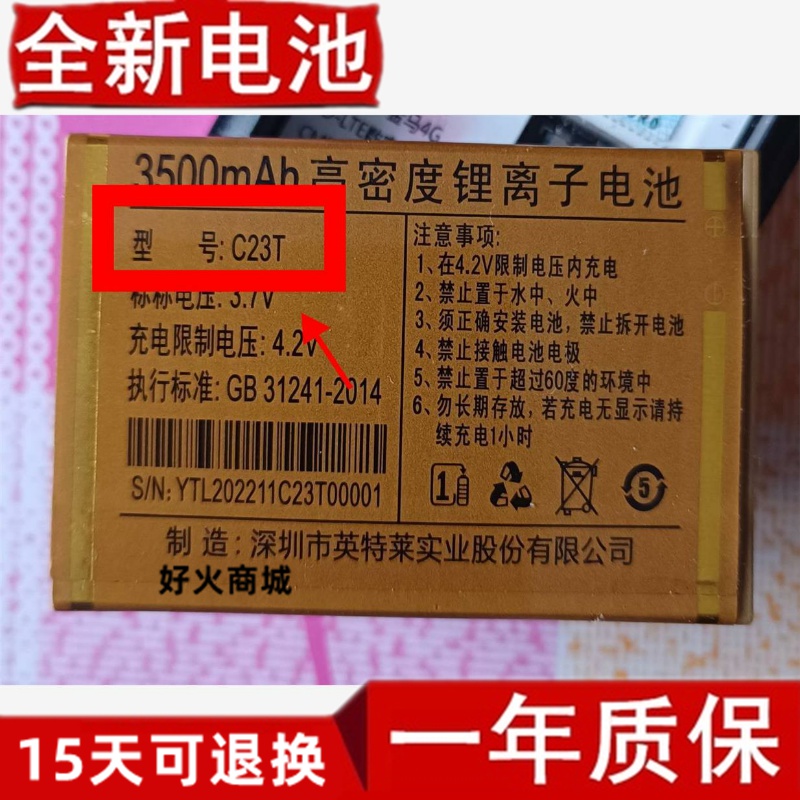 全新电池
马4G
3500mAh高密度锂离子电池
型 号: C23T
标称电压: 3.7V
充电限制电压: 4.2V
执行标准: GB 31241-2014
S/N: YTL202211C23T00001
注意事项:
1、在4.2V限制电压内充电
2、禁止置于水中、火中
3、须正确安装电池，禁止拆开电池
4、禁止接触电池电极
5、禁止置于超过60度的环境中
6、勿长期存放，若充电无显示请持
续充电1小时
1
5
制 造: 深圳市英特莱实业股份有限公司
好火商城
15天可退换
一年质保